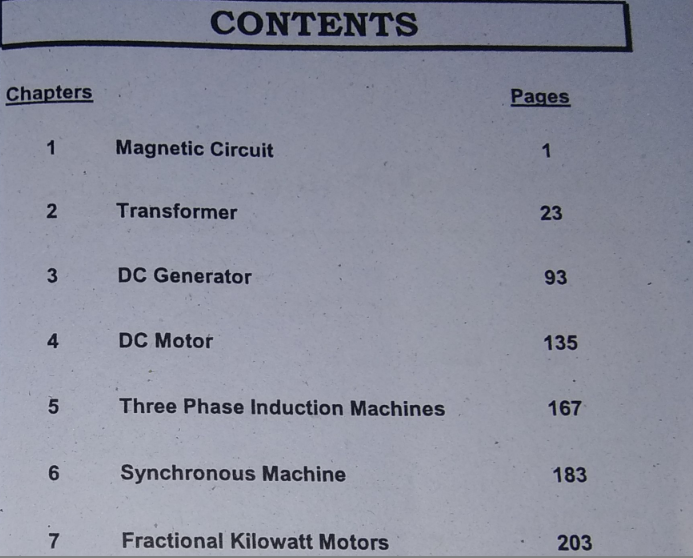 CONTENTS
Chapters Pages
1 Magnetic Circuit 1
2 Transformer 23
3 DC Generator 93
4 DC Motor 135
5 Three Phase Induction Machines 167
6 Synchronous Machine 183
7 Fractional Kilowatt Motors 203